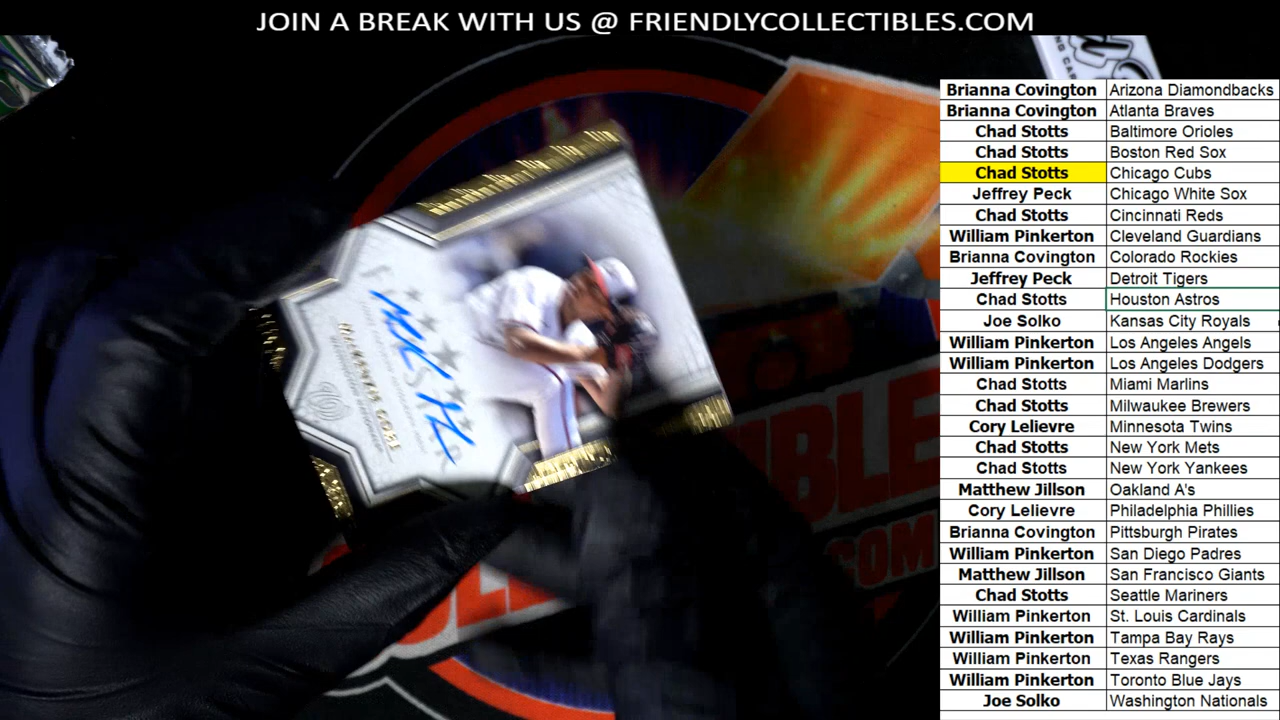 JOIN A BREAK WITH US @ FRIENDLYCOLLECTIBLES.COM
Brianna Covington Arizona Diamondbacks
Brianna Covington Atlanta Braves
Chad Stotts Baltimore Orioles
Chad Stotts Boston Red Sox
Chad Stotts Chicago Cubs
Jeffrey Peck Chicago White Sox
Chad Stotts Cincinnati Reds
William Pinkerton Cleveland Guardians
Brianna Covington Colorado Rockies
Jeffrey Peck Detroit Tigers
Chad Stotts Houston Astros
Joe Solko Kansas City Royals
William Pinkerton Los Angeles Angels
William Pinkerton Los Angeles Dodgers
Chad Stotts Miami Marlins
Chad Stotts Milwaukee Brewers
Cory Lelievre Minnesota Twins
Chad Stotts New York Mets
Chad Stotts New York Yankees
Matthew Jillson Oakland A's
Cory Lelievre Philadelphia Phillies
Brianna Covington Pittsburgh Pirates
William Pinkerton San Diego Padres
Matthew Jillson San Francisco Giants
Chad Stotts Seattle Mariners
William Pinkerton St. Louis Cardinals
William Pinkerton Tampa Bay Rays
William Pinkerton Texas Rangers
William Pinkerton Toronto Blue Jays
Joe Solko Washington Nationals
MACKENZIE GORE
.COM